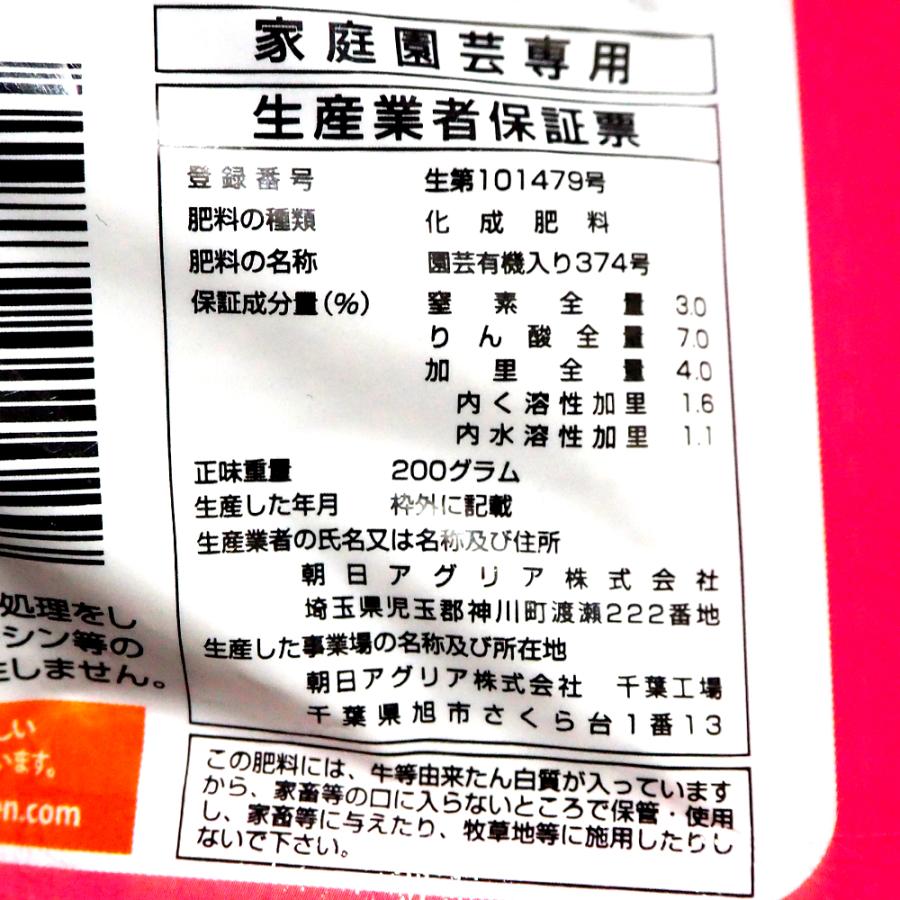 家庭園芸専用
生産業者保証票
登録番号 生第101479号
肥料の種類 化成肥料
肥料の名称 園芸有機入り374号
保証成分量(%) 窒素全量 3.0
りん酸全量 7.0
加里全量 4.0
内く溶性加里 1.6
内水溶性加里 1.1
正味重量 200グラム
生産した年月 枠外に記載
生産業者の氏名又は名称及び住所
朝日アグリア株式会社
埼玉県児玉郡神川町渡瀬222番地
生産した事業場の名称及び所在地
朝日アグリア株式会社 千葉工場
千葉県旭市さくら台1番13
この肥料には、牛等由来たん白質が入っています
から、家畜等の口に入らないところで保管・使用
し、家畜等に与えたり、牧草地等に施用したりし
ないで下さい。
処理をし
シン等の
しません。
しい
います。
n.com